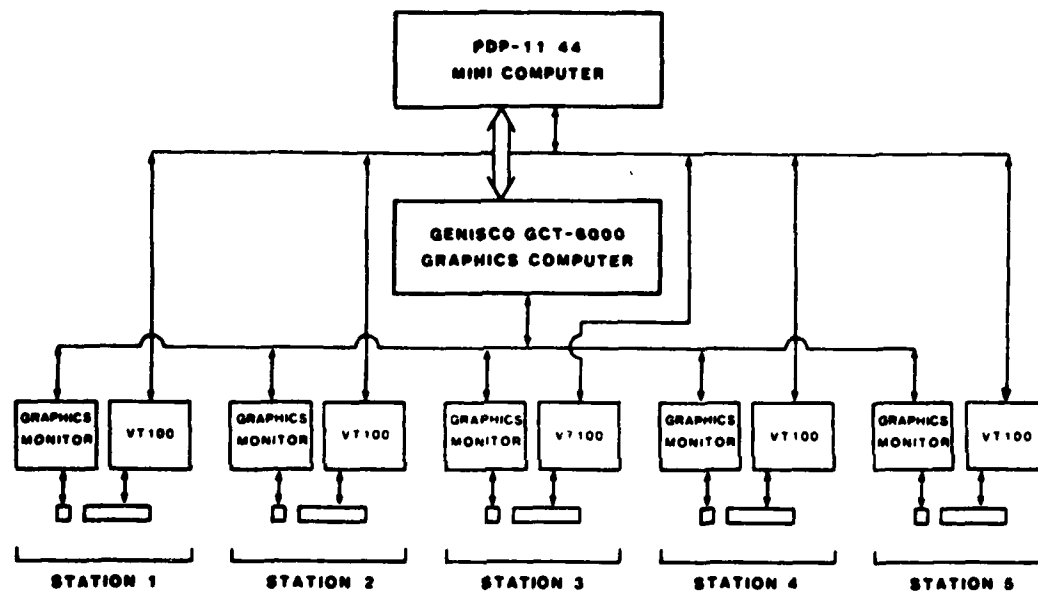 PDP-11 44
MINI COMPUTER
GENISCO GCT-6000
GRAPHICS COMPUTER
GRAPHICS
MONITOR
VT100
GRAPHICS
MONITOR
VT100
GRAPHICS
MONITOR
VT100
GRAPHICS
MONITOR
VT100
GRAPHICS
MONITOR
VT100
STATION 1
STATION 2
STATION 3
STATION 4
STATION 5